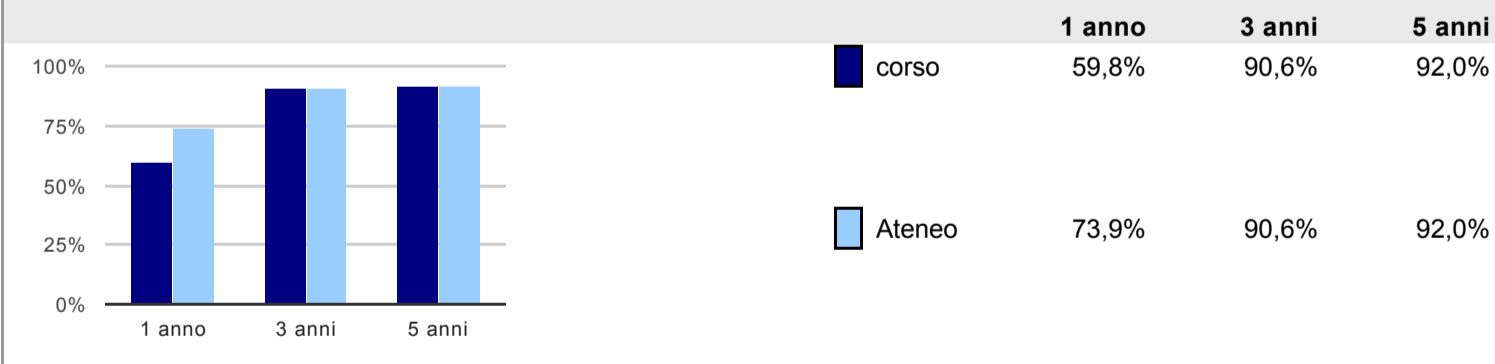 1 anno 3 anni 5 anni
100%
75%
50%
25%
0%
1 anno 3 anni 5 anni
corso 59,8% 90,6% 92,0%
Ateneo 73,9% 90,6% 92,0%